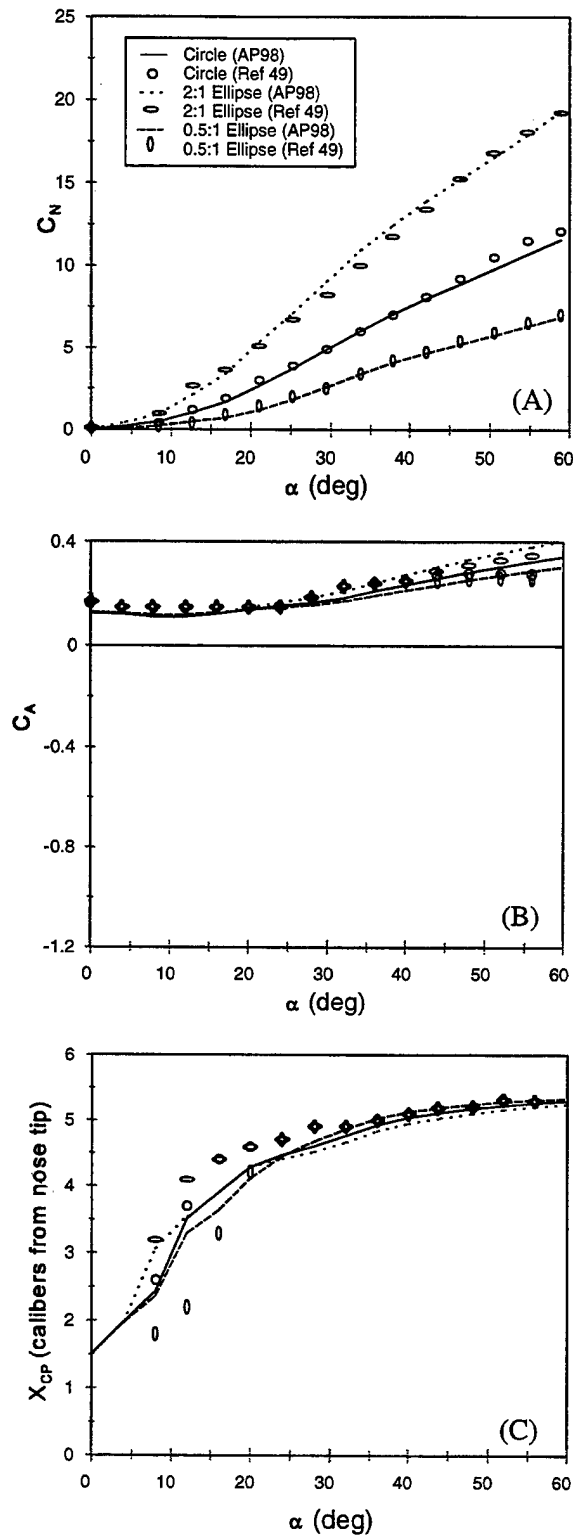 25
20
15
10
5
0
C_N
Circle (AP98)
Circle (Ref 49)
2:1 Ellipse (AP98)
2:1 Ellipse (Ref 49)
0.5:1 Ellipse (AP98)
0.5:1 Ellipse (Ref 49)
(A)
0 10 20 30 40 50 60
α (deg)
0.4
0
-0.4
-0.8
-1.2
C_A
(B)
0 10 20 30 40 50 60
α (deg)
6
5
4
3
2
1
0
X_CP (calibers from nose tip)
(C)
0 10 20 30 40 50 60
α (deg)